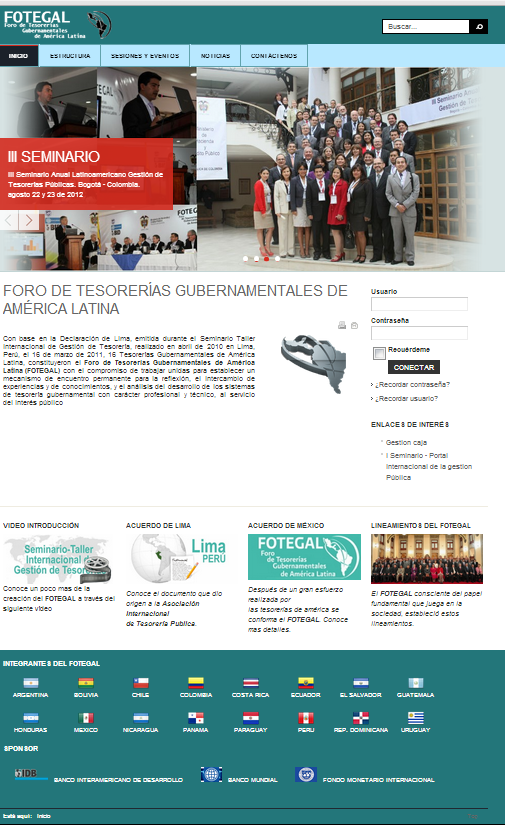 FOTEGAL
Foro de Tesorerías
Gubernamentales
de América Latina
Buscar...
INICIO
ESTRUCTURA
SESIONES Y EVENTOS
NOTICIAS
CONTÁCTENOS
III SEMINARIO
III Seminario Anual Latinoamericano Gestión de
Tesorerías Públicas. Bogotá - Colombia.
agosto 22 y 23 de 2012
FORO DE TESORERÍAS GUBERNAMENTALES DE
AMÉRICA LATINA
Con base en la Declaración de Lima, emitida durante el Seminario Taller
Internacional de Gestión de Tesorería, realizado en abril de 2010 en Lima,
Perú, el 16 de marzo de 2011, 16 Tesorerías Gubernamentales de América
Latina, constituyeron el Foro de Tesorerías Gubernamentales de América
Latina (FOTEGAL) con el compromiso de trabajar unidas para establecer un
mecanismo de encuentro permanente para la reflexión, el intercambio de
experiencias y de conocimientos, y el análisis del desarrollo de los sistemas
de tesorería gubernamental con carácter profesional y técnico, al servicio
del interés público
Usuario
Contraseña
Recuérdeme
CONECTAR
¿Recordar contraseña?
¿Recordar usuario?
ENLACES DE INTERÉS
Gestion caja
I Seminario - Portal
Internacional de la gestion
Pública
VIDEO INTRODUCCIÓN
Seminario-Taller
Internacional
Gestión de Tesorería
Conoce un poco mas de la
creación del FOTEGAL a través del
siguiente video
ACUERDO DE LIMA
Lima
PERU
Conoce el documento que dio
origen a la Asociación
Internacional
de Tesorería Publica.
ACUERDO DE MÉXICO
FOTEGAL
Foro de Tesorerías
Gubernamentales
de América Latina
Después de un gran esfuerzo
realizada por
las tesorerías de américa se
conforma el FOTEGAL. Conoce
mas detalles.
LINEAMIENTOS DEL FOTEGAL
El FOTEGAL consciente del papel
fundamental que juega en la
sociedad, estableció estos
lineamientos.
INTEGRANTES DEL FOTEGAL
ARGENTINA
BOLIVIA
CHILE
COLOMBIA
COSTA RICA
ECUADOR
EL SALVADOR
GUATEMALA
HONDURAS
MEXICO
NICARAGUA
PANAMA
PARAGUAY
PERU
REP. DOMINICANA
URUGUAY
SPONSOR
IDB
BANCO INTERAMERICANO DE DESARROLLO
BANCO MUNDIAL
FONDO MONETARIO INTERNACIONAL
Está aquí: Inicio